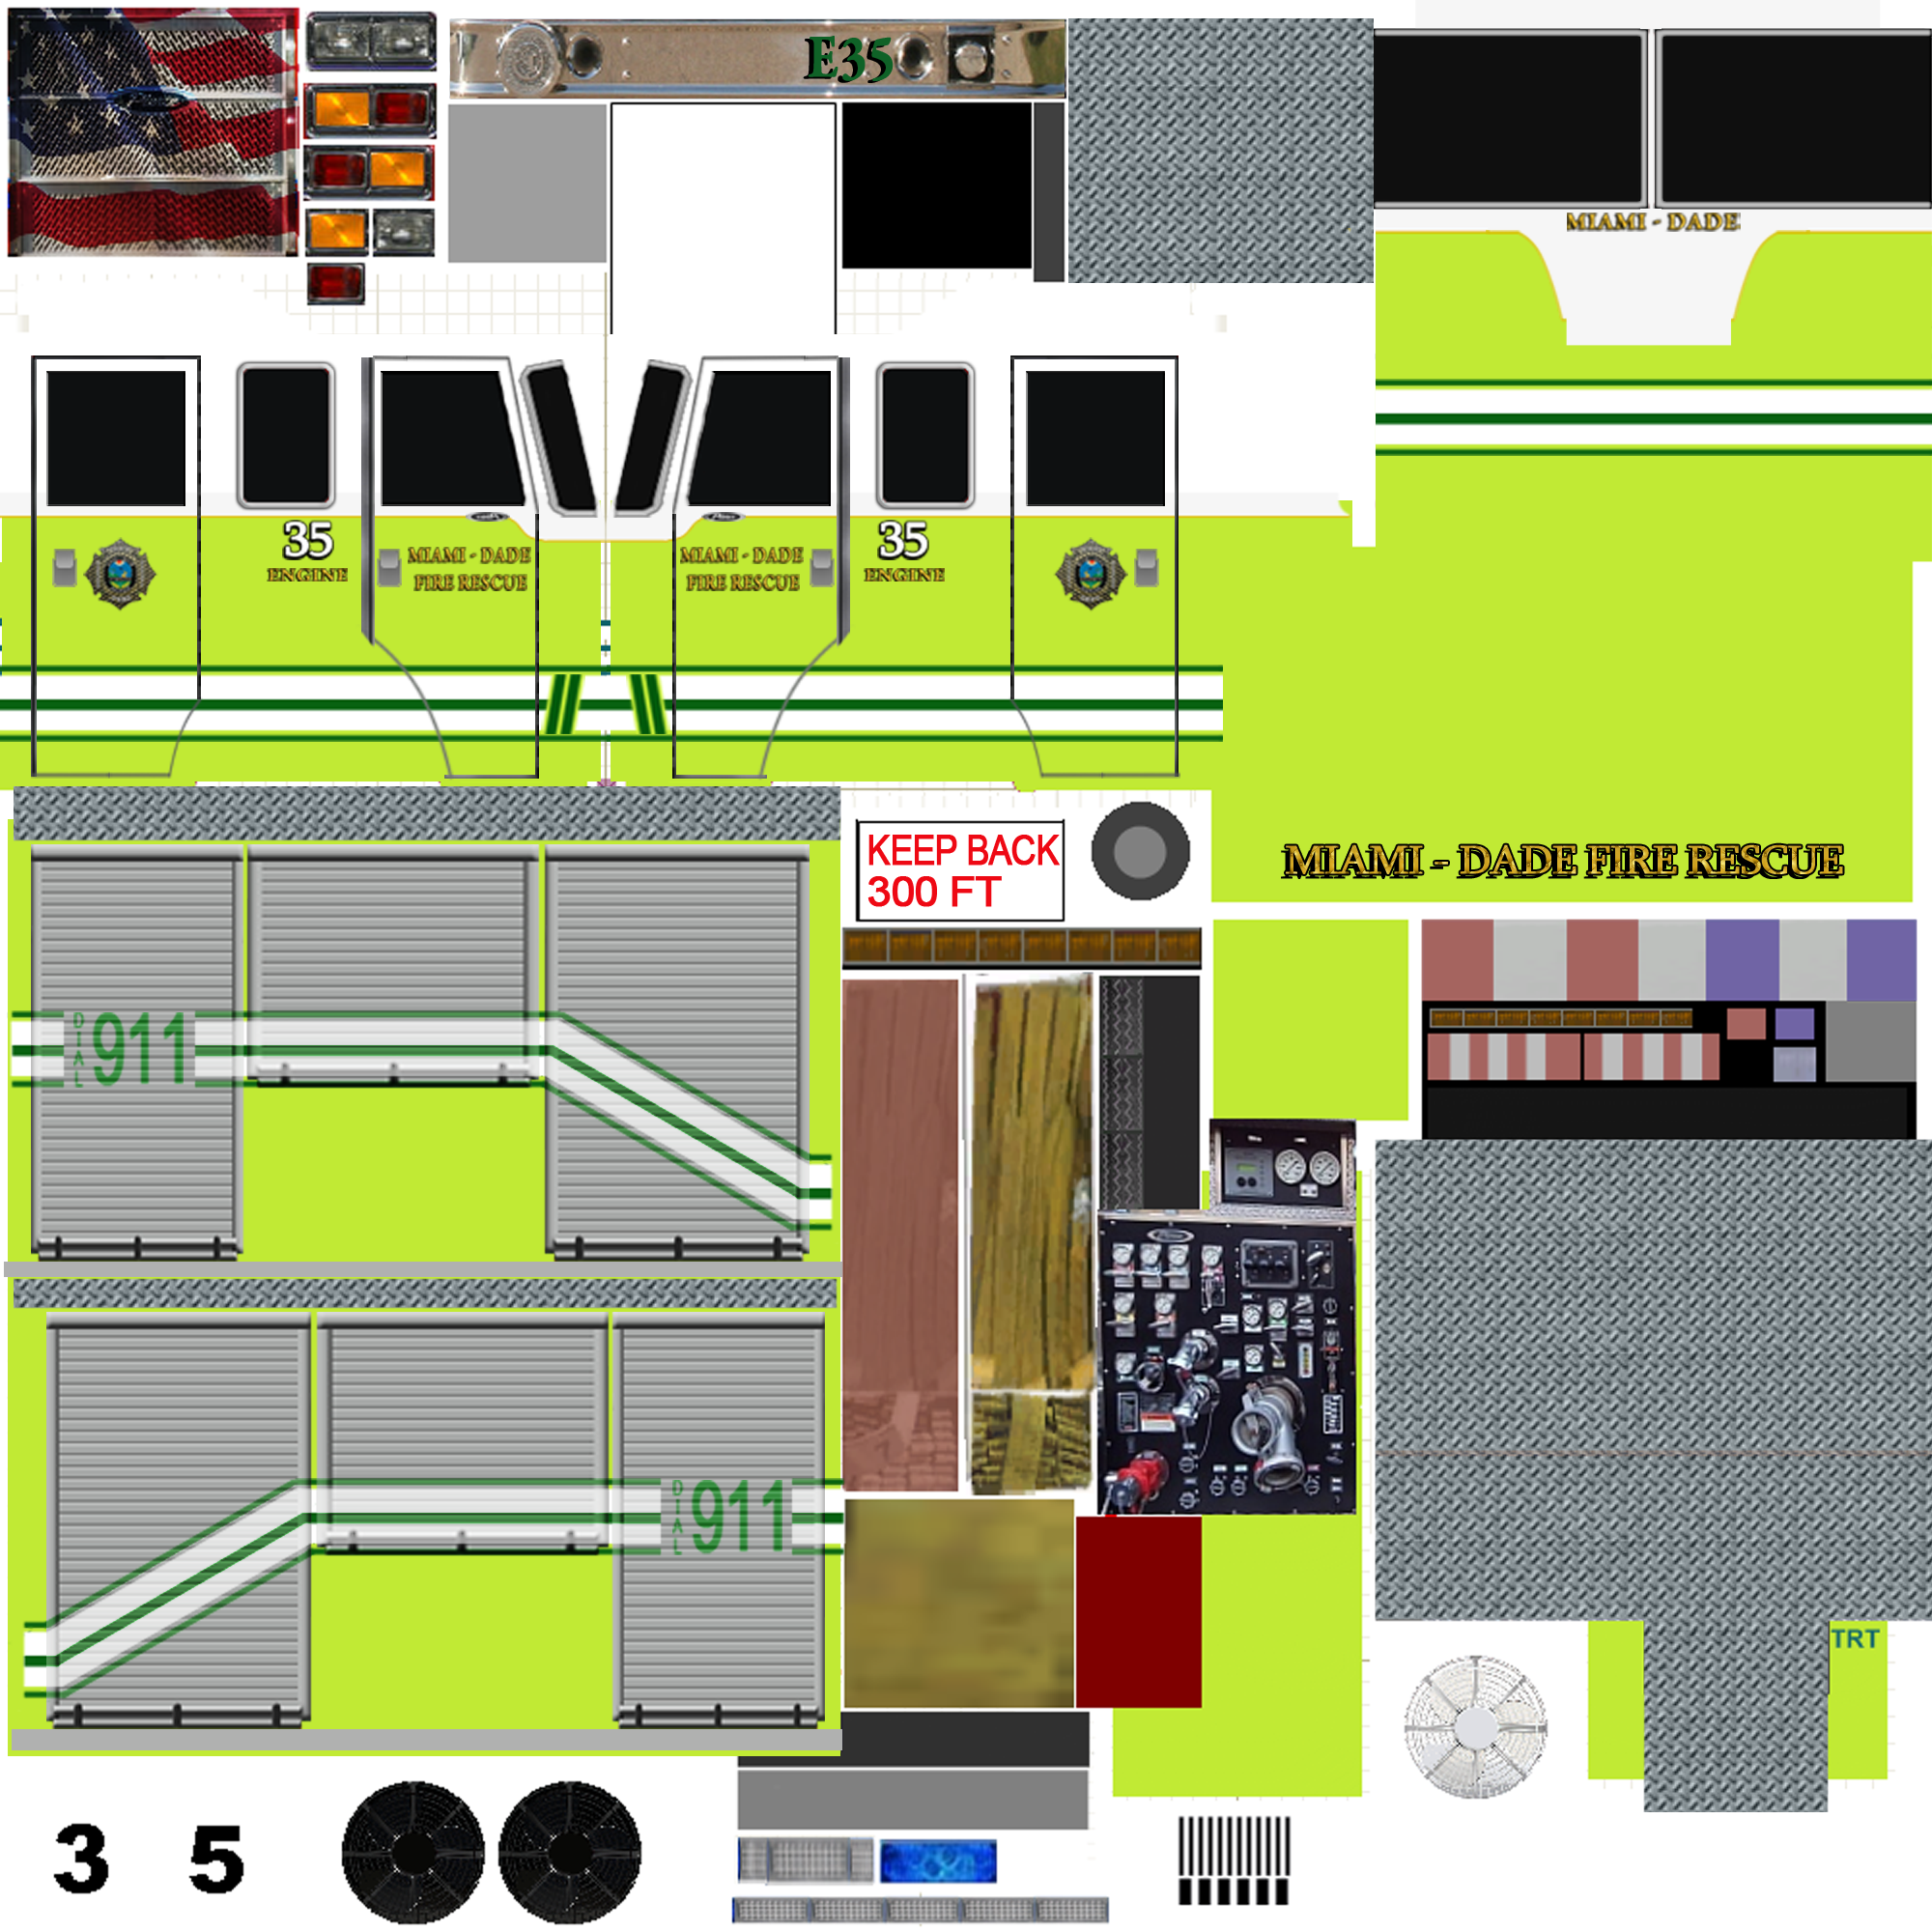 E35
MIAMI - DADE
35
ENGINE
MIAMI - DADE
FIRE RESCUE
MIAMI - DADE
FIRE RESCUE
35
ENGINE
KEEP BACK
300 FT
MIAMI - DADE FIRE RESCUE
DIAL 911
DIAL 911
TRT
3 5